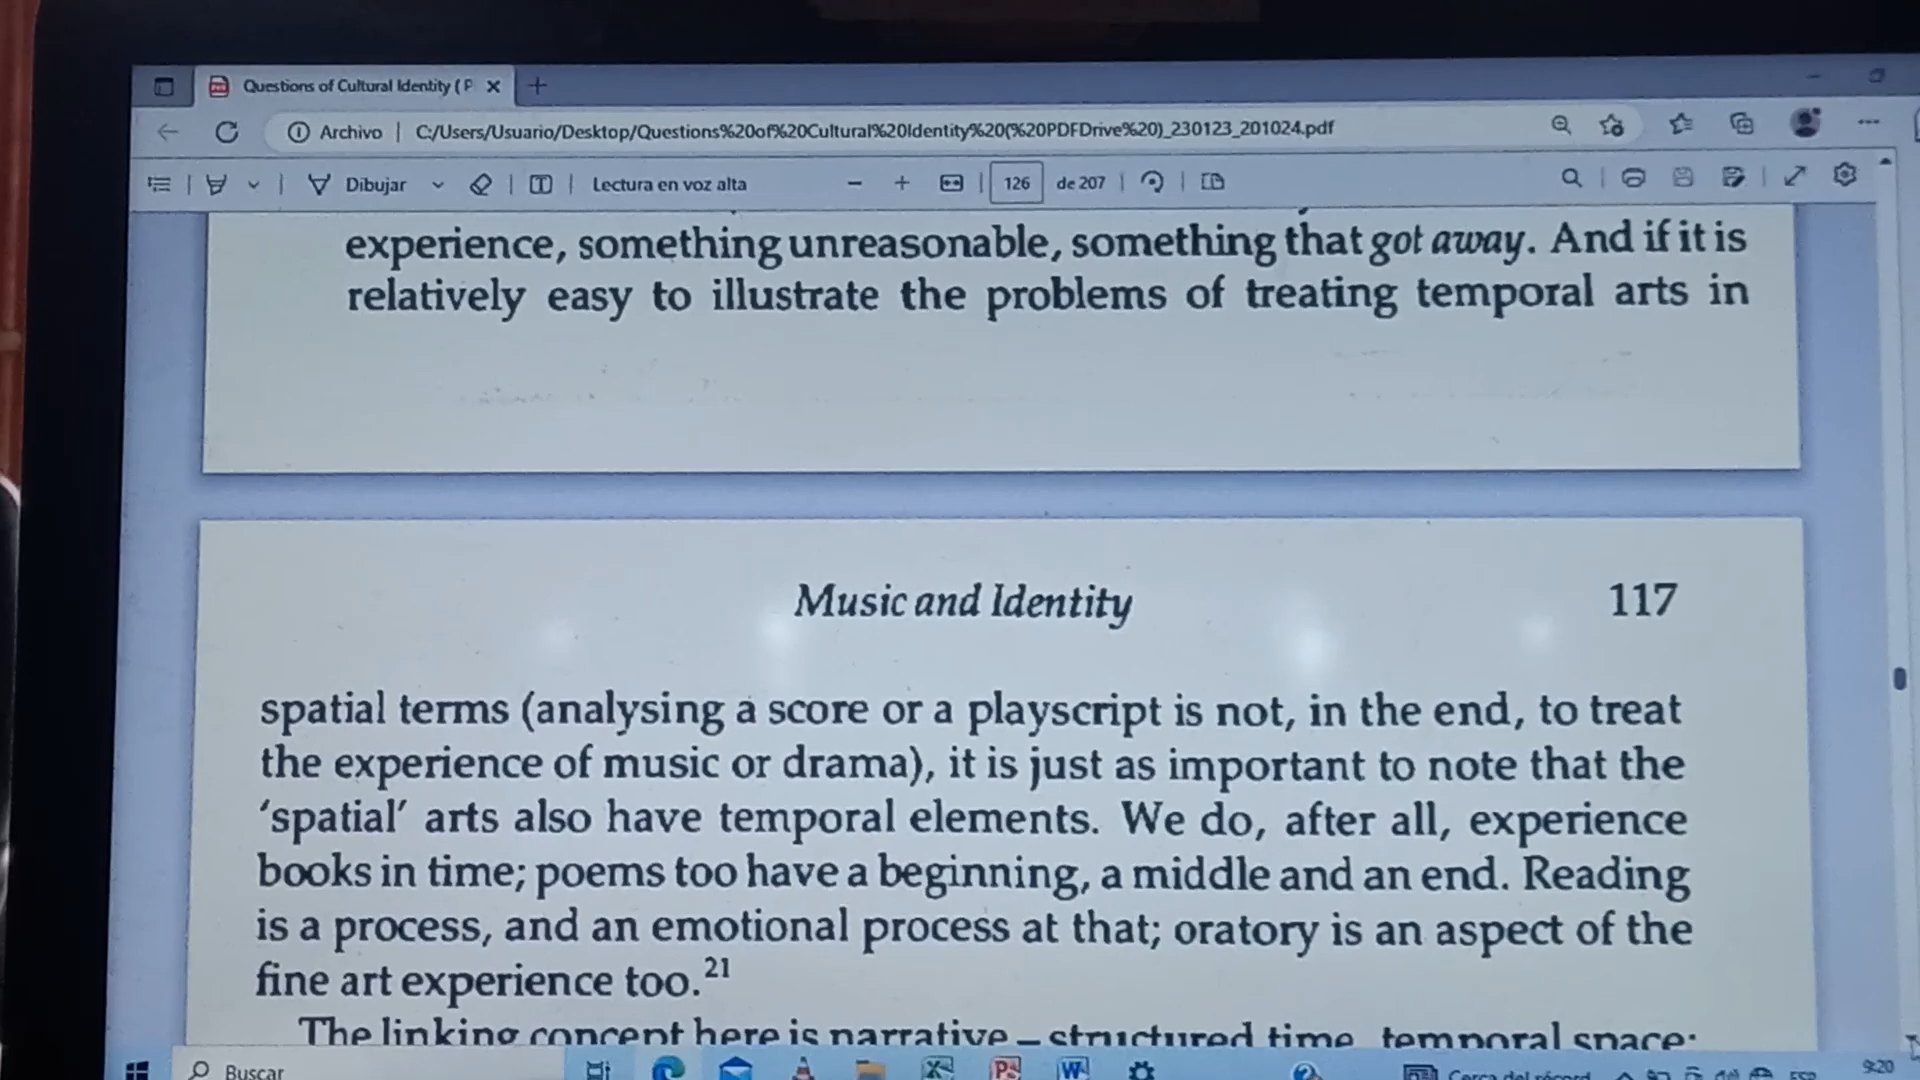 Questions of Cultural Identity ( P
Archivo | C:/Users/Usuario/Desktop/Questions%20of%20Cultural%20Identity%20(%20PDFDrive%20)_230123_201024.pdf
Dibujar | Lectura en voz alta | 126 de 207
experience, something unreasonable, something that got away. And if it is
relatively easy to illustrate the problems of treating temporal arts in
Music and Identity 117
spatial terms (analysing a score or a playscript is not, in the end, to treat
the experience of music or drama), it is just as important to note that the
‘spatial’ arts also have temporal elements. We do, after all, experience
books in time; poems too have a beginning, a middle and an end. Reading
is a process, and an emotional process at that; oratory is an aspect of the
fine art experience too.21
The linking concept here is narrative – structured time, temporal space:
Buscar
Cerca del récord
ESP
9:20